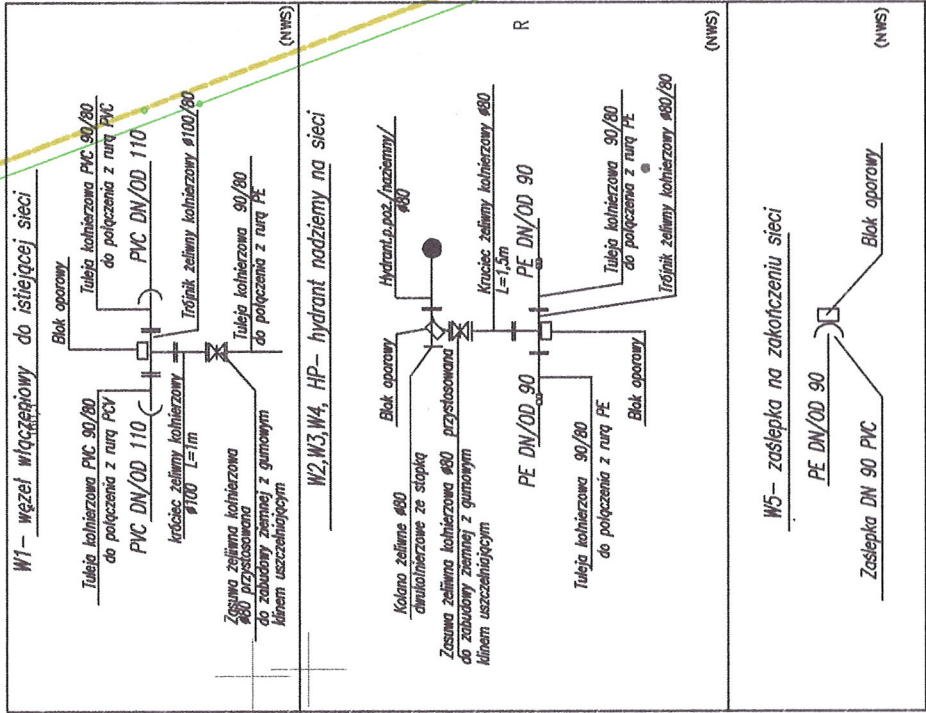 W1- węzeł włączeniowy do istiejącej sieci
Blok oporowy
Tuleja kołnierzowa PVC 90/80
do połączenia z rurą PCV
PVC DN/OD 110
króciec żeliwny kołnierzowy
ø100 L=1m
Zasuwa żeliwna kołnierzowa
ø80 przystosowana
do zabudowy ziemnej z gumowym
klinem uszczelniającym
Tuleja kołnierzowa PVC 90/80
do połączenia z rurą PVC
PVC DN/OD 110
Trójnik żeliwny kołnierzowy ø100/80
Tuleja kołnierzowa 90/80
do połączenia z rurą PE
(NWS)
W2,W3,W4, HP- hydrant nadziemy na sieci
Kolano żeliwne ø80
dwukołnierzowe ze stopką
Zasuwa żeliwna kołnierzowa ø80 przystosowana
do zabudowy ziemnej z gumowym
klinem uszczelniającym
Blok oporowy
Hydrant.p.poż./naziemny/
ø80
Kruciec żeliwny kołnierzowy ø80
L=1,5m
PE DN/OD 90
PE DN/OD 90
Tuleja kołnierzowa 90/80
do połączenia z rurą PE
Tuleja kołnierzowa 90/80
do połączenia z rurą PE
Trójnik żeliwny kołnierzowy ø80/80
Blok oporowy
R
(NWS)
W5- zaślepka na zakończeniu sieci
PE DN/OD 90
Zaślepka DN 90 PVC
Blok oporowy
(NWS)